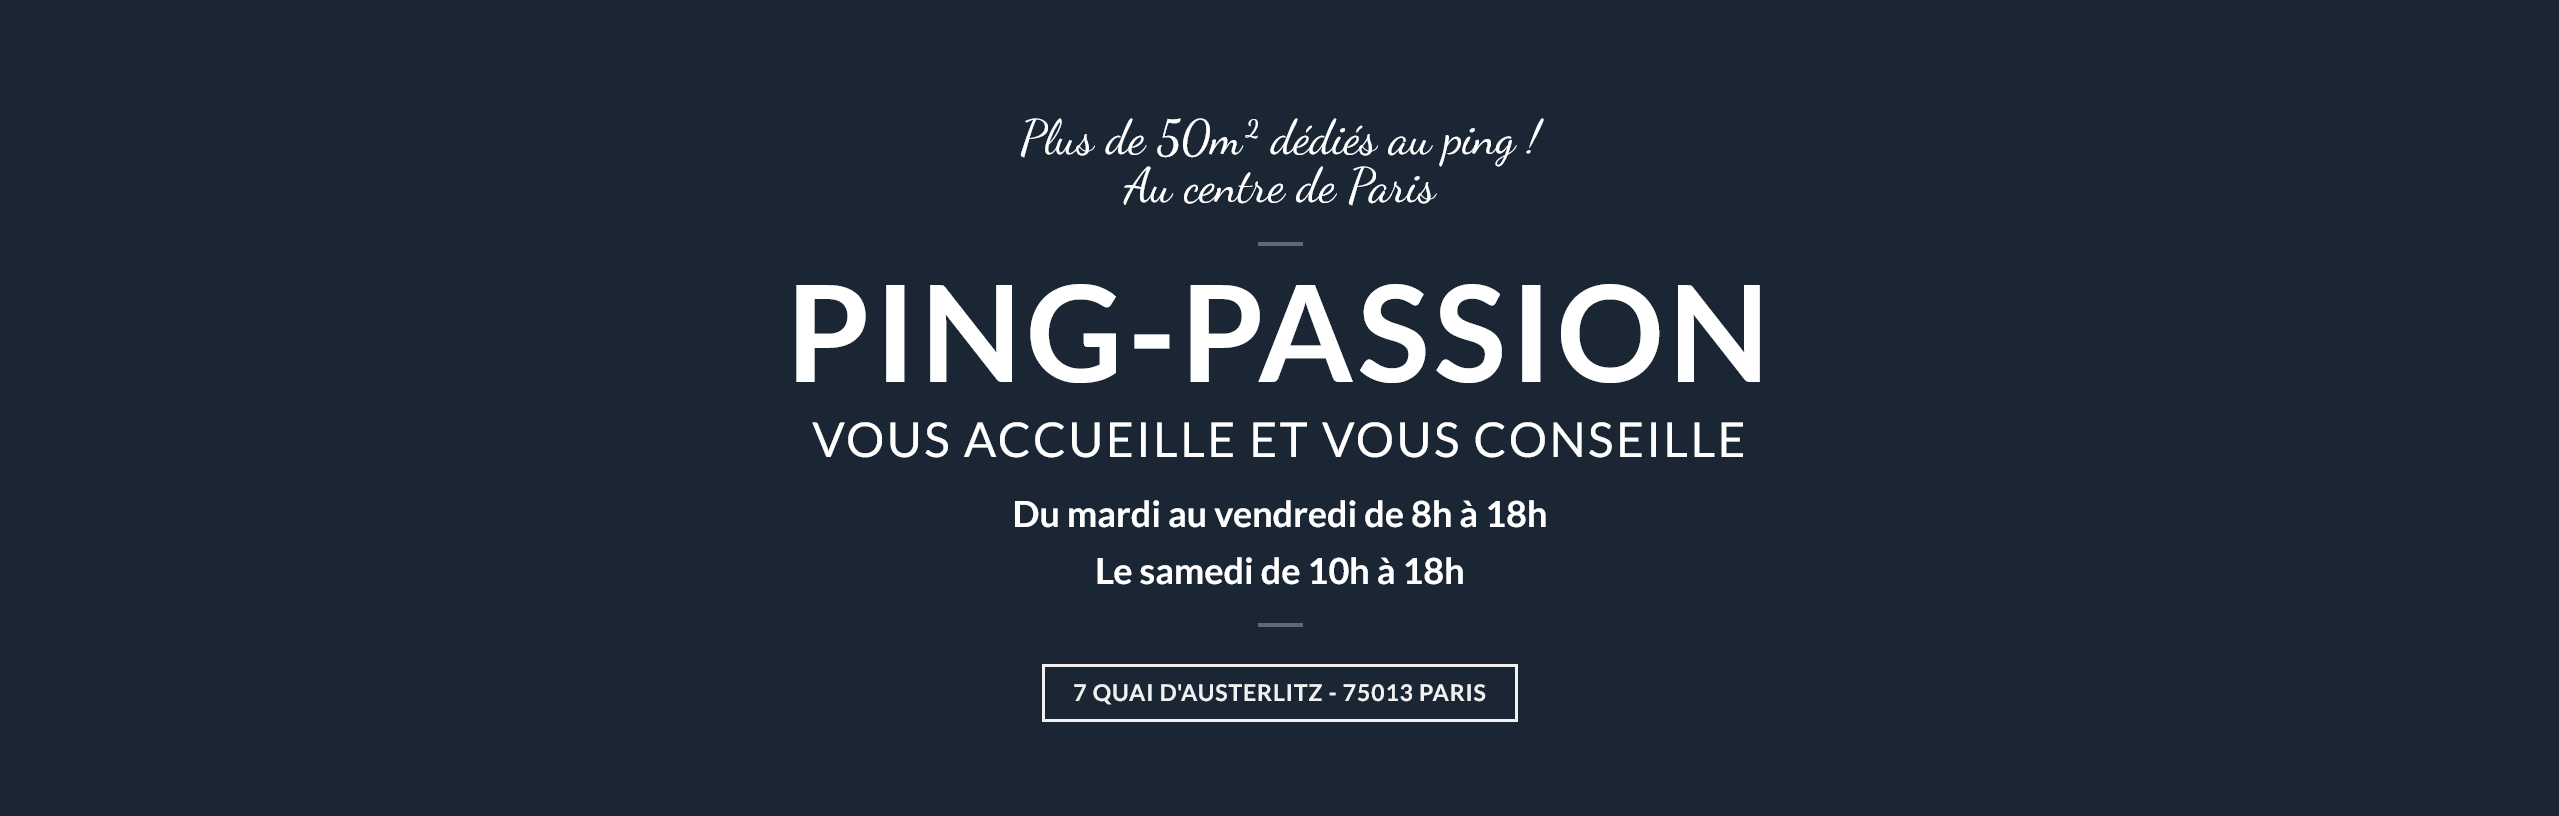 Plus de 50m² dédiés au ping !
Au centre de Paris
PING-PASSION
VOUS ACCUEILLE ET VOUS CONSEILLE
Du mardi au vendredi de 8h à 18h
Le samedi de 10h à 18h
7 QUAI D'AUSTERLITZ - 75013 PARIS